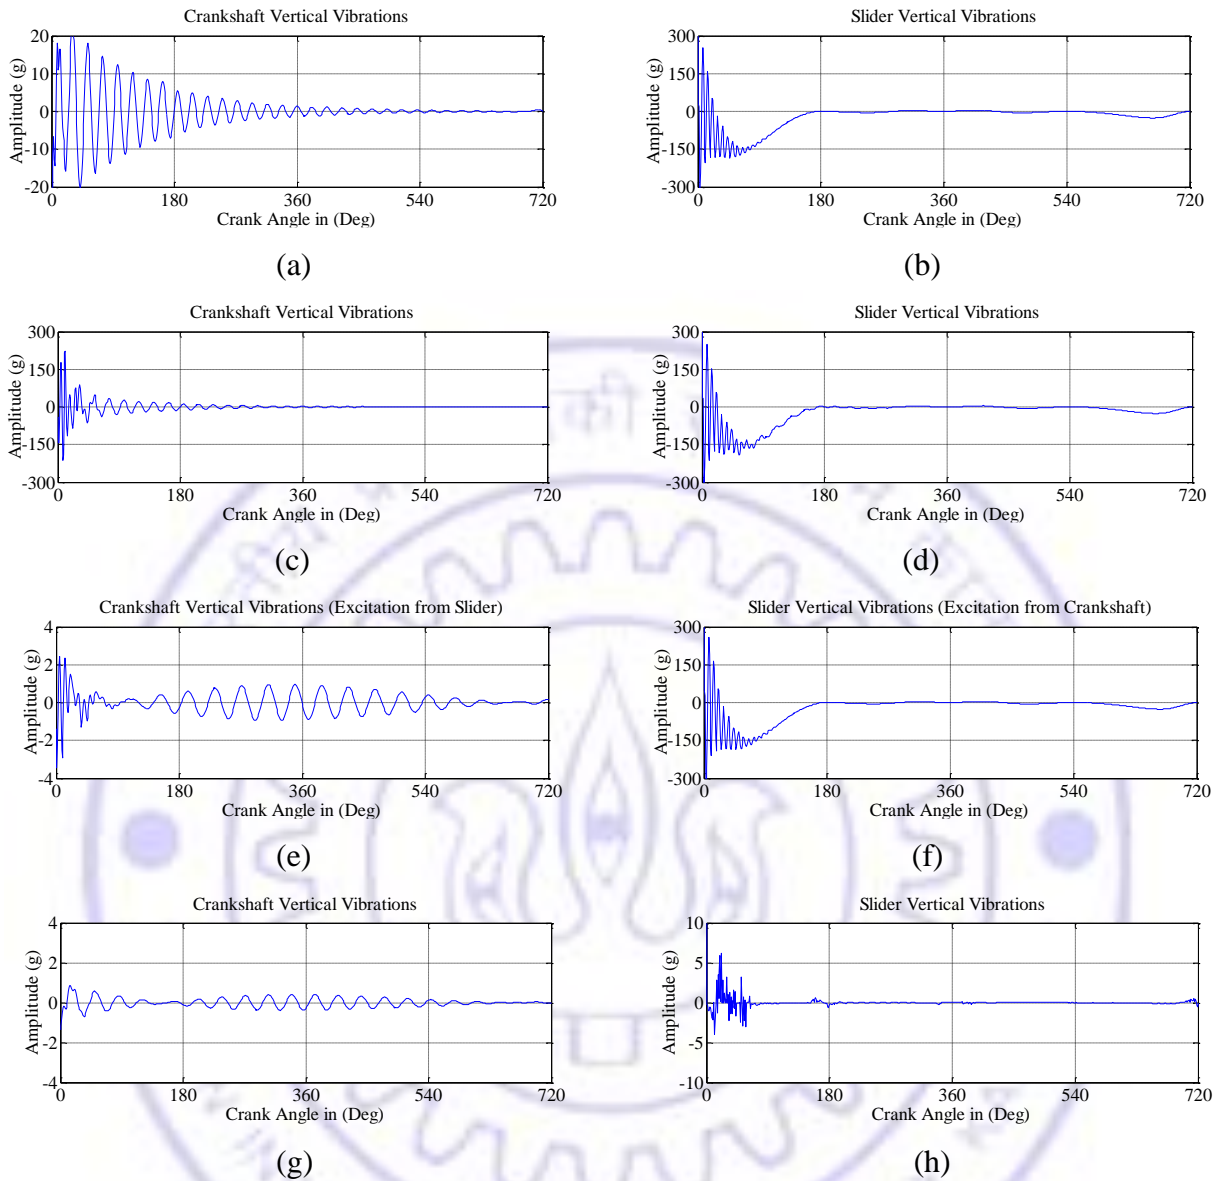 Crankshaft Vertical Vibrations
Amplitude (g)
20
10
0
-10
-20
0 180 360 540 720
Crank Angle in (Deg)
(a)
Slider Vertical Vibrations
Amplitude (g)
300
150
0
-150
-300
0 180 360 540 720
Crank Angle in (Deg)
(b)
Crankshaft Vertical Vibrations
Amplitude (g)
300
150
0
-150
-300
0 180 360 540 720
Crank Angle in (Deg)
(c)
Slider Vertical Vibrations
Amplitude (g)
300
150
0
-150
-300
0 180 360 540 720
Crank Angle in (Deg)
(d)
Crankshaft Vertical Vibrations (Excitation from Slider)
Amplitude (g)
4
2
0
-2
-4
0 180 360 540 720
Crank Angle in (Deg)
(e)
Slider Vertical Vibrations (Excitation from Crankshaft)
Amplitude (g)
300
150
0
-150
-300
0 180 360 540 720
Crank Angle in (Deg)
(f)
Crankshaft Vertical Vibrations
Amplitude (g)
4
2
0
-2
-4
0 180 360 540 720
Crank Angle in (Deg)
(g)
Slider Vertical Vibrations
Amplitude (g)
10
5
0
-5
-10
0 180 360 540 720
Crank Angle in (Deg)
(h)